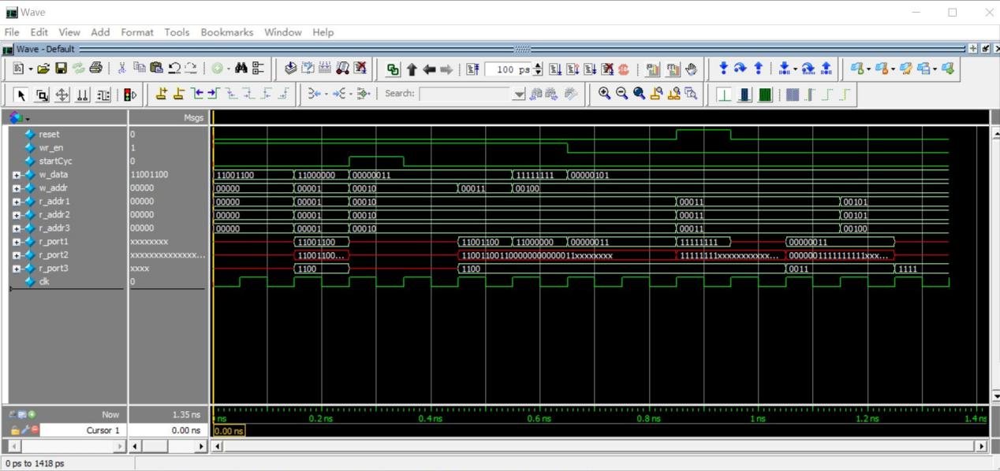 Wave
File Edit View Add Format Tools Bookmarks Window Help
Wave - Default
100 ps
Search:
Msgs
reset 0
wr_en 1
startCyc 0
w_data 11001100 11001100 11000000 00000011 11111111 00000101
w_addr 00000 00000 00001 00010 00011 00100
r_addr1 00000 00000 00001 00010 00011 00101
r_addr2 00000 00000 00001 00010 00011 00101
r_addr3 00000 00000 00001 00010 00011 00100
r_port1 xxxxxxxx 11001100 11001100 11000000 00000011 11111111 00000011
r_port2 xxxxxxxxxxxxxx... 11001100... 110011001100000000000011xxxxxxxx 11111111xxxxxxxxxxx... 0000001111111111xxx...
r_port3 xxxx 1100 1100 0011 1111
clk 0
Now 1.35 ns ns 0.2 ns 0.4 ns 0.6 ns 0.8 ns 1 ns 1.2 ns 1.4 ns
Cursor 1 0.00 ns 0.00 ns
0 ps to 1418 ps